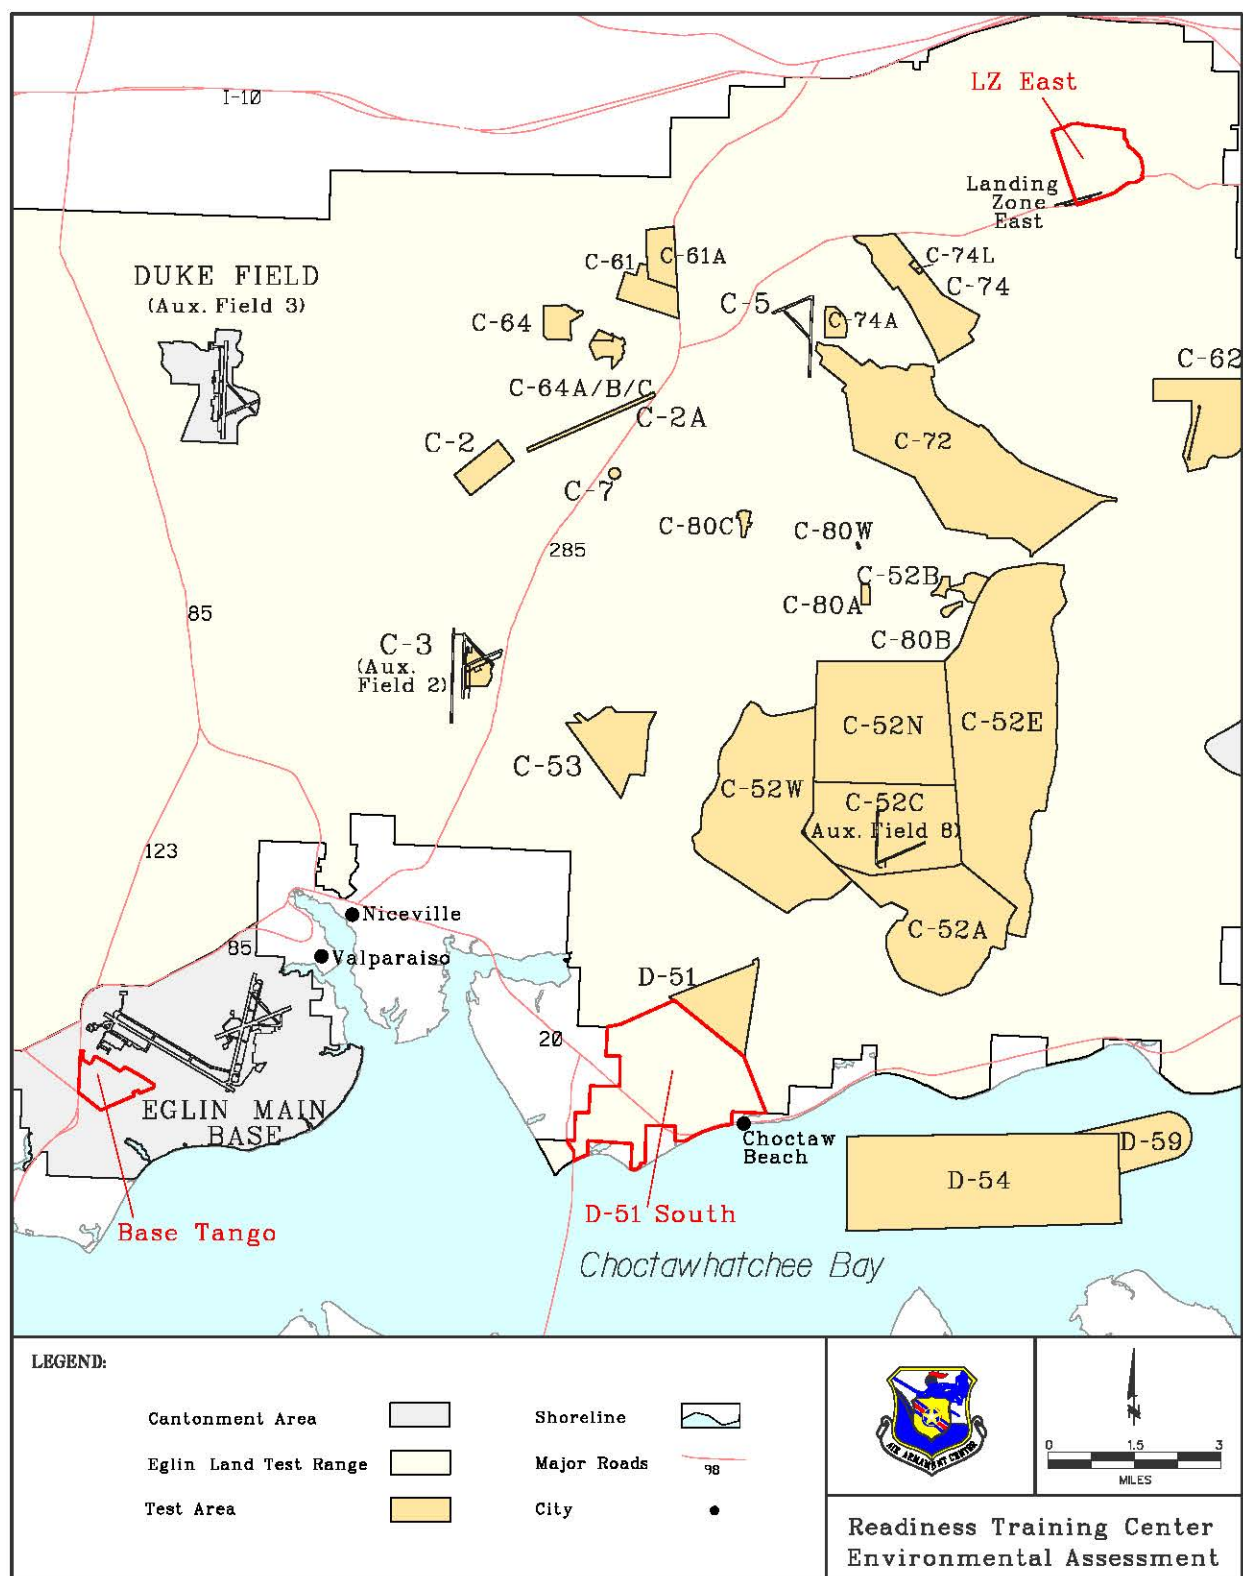 I-10
LZ East
Landing
Zone
East
DUKE FIELD
(Aux. Field 3)
C-61
C-61A
C-74L
C-74
C-5
C-74A
C-64
C-64A/B/C
C-62
C-2A
C-2
C-72
C-7
C-80C
C-80W
285
C-52B
C-80A
85
C-80B
C-3
(Aux.
Field 2)
C-52N
C-52E
C-53
C-52W
C-52C
(Aux. Field 8)
123
Niceville
C-52A
85
Valparaiso
D-51
20
EGLIN MAIN
BASE
Choctaw
Beach
D-59
D-54
Base Tango
D-51 South
Choctawhatchee Bay
LEGEND:
Cantonment Area
Eglin Land Test Range
Test Area
Shoreline
Major Roads
98
City
AIR ARMAMENT CENTER
N
0 1.5 3
MILES
Readiness Training Center
Environmental Assessment